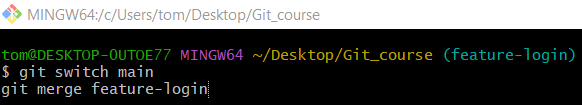 MINGW64:/c/Users/tom/Desktop/Git_course
tom@DESKTOP-OUTOE77 MINGW64 ~/Desktop/Git_course (feature-login)
$ git switch main
git merge feature-login